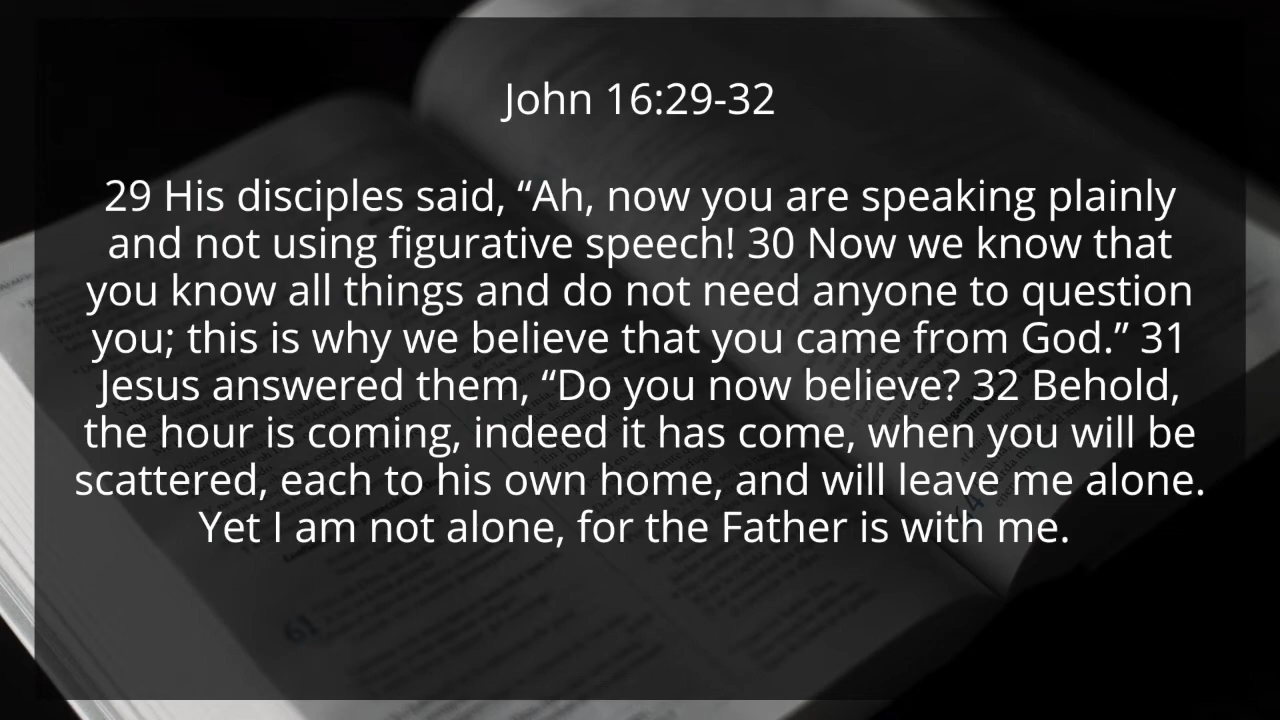 John 16:29-32
29 His disciples said, “Ah, now you are speaking plainly
and not using figurative speech! 30 Now we know that
you know all things and do not need anyone to question
you; this is why we believe that you came from God.” 31
Jesus answered them, “Do you now believe? 32 Behold,
the hour is coming, indeed it has come, when you will be
scattered, each to his own home, and will leave me alone.
Yet I am not alone, for the Father is with me.